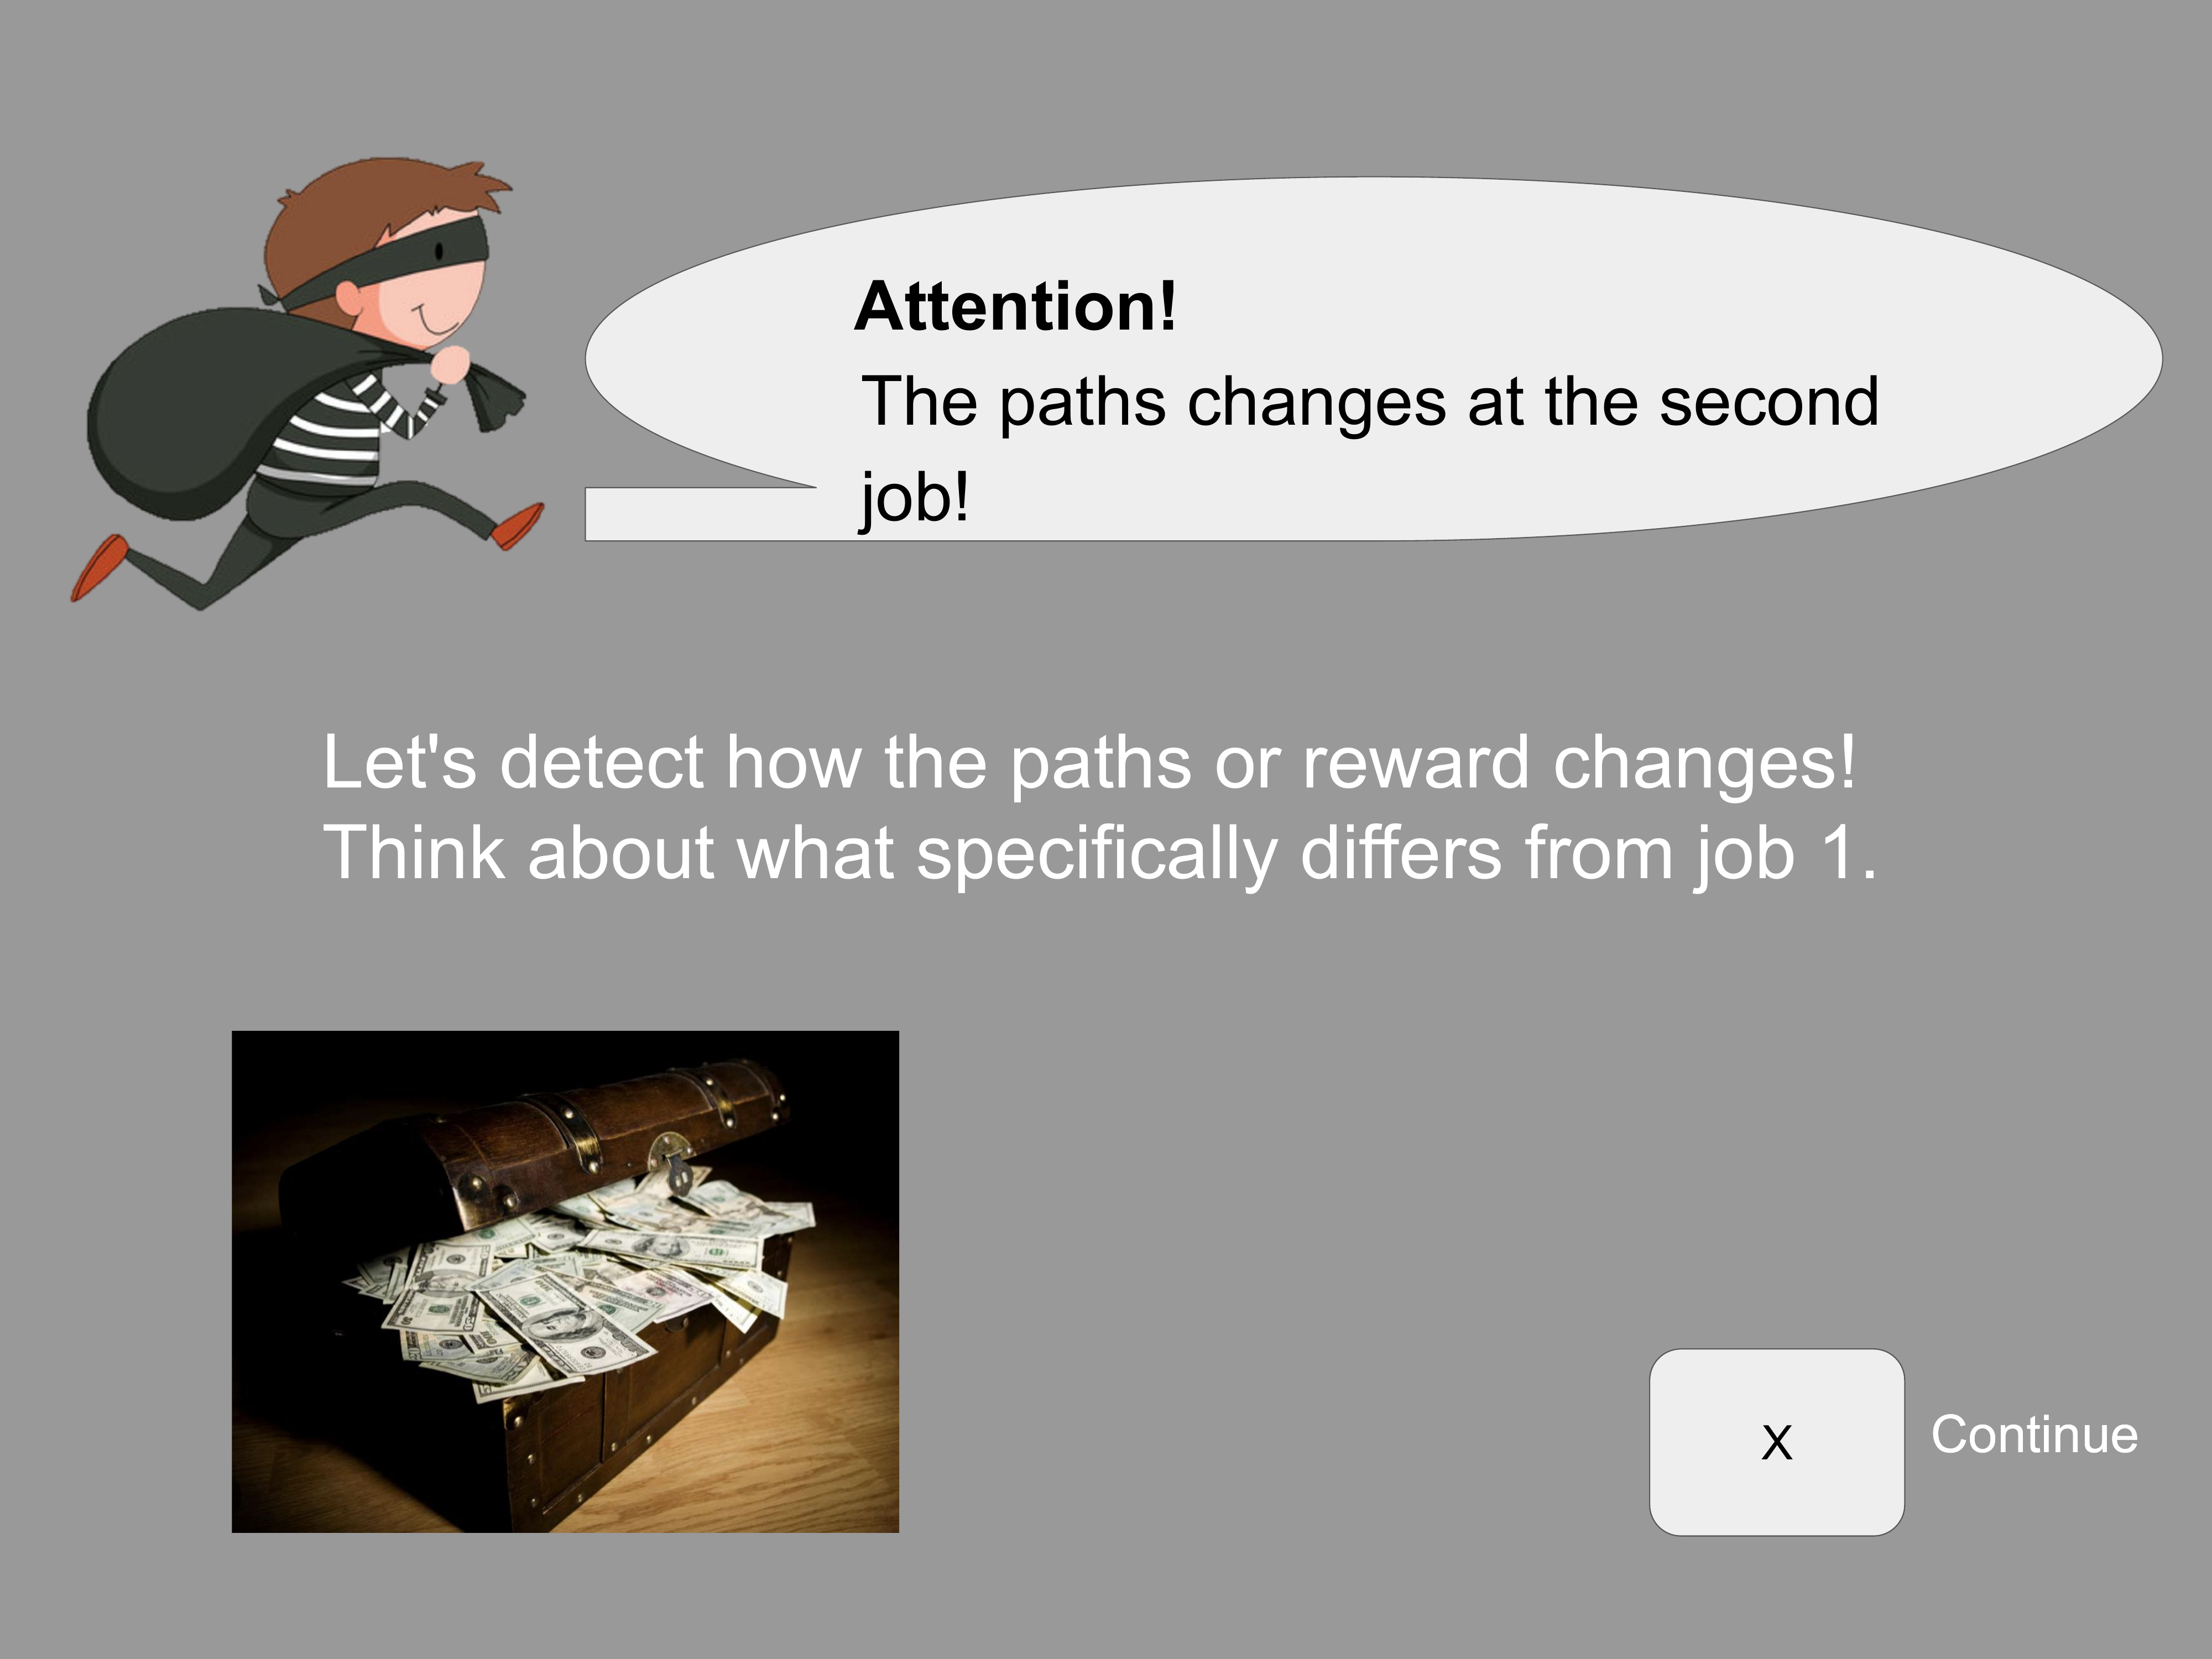 Attention!
The paths changes at the second
job!
Let's detect how the paths or reward changes!
Think about what specifically differs from job 1.
X
Continue